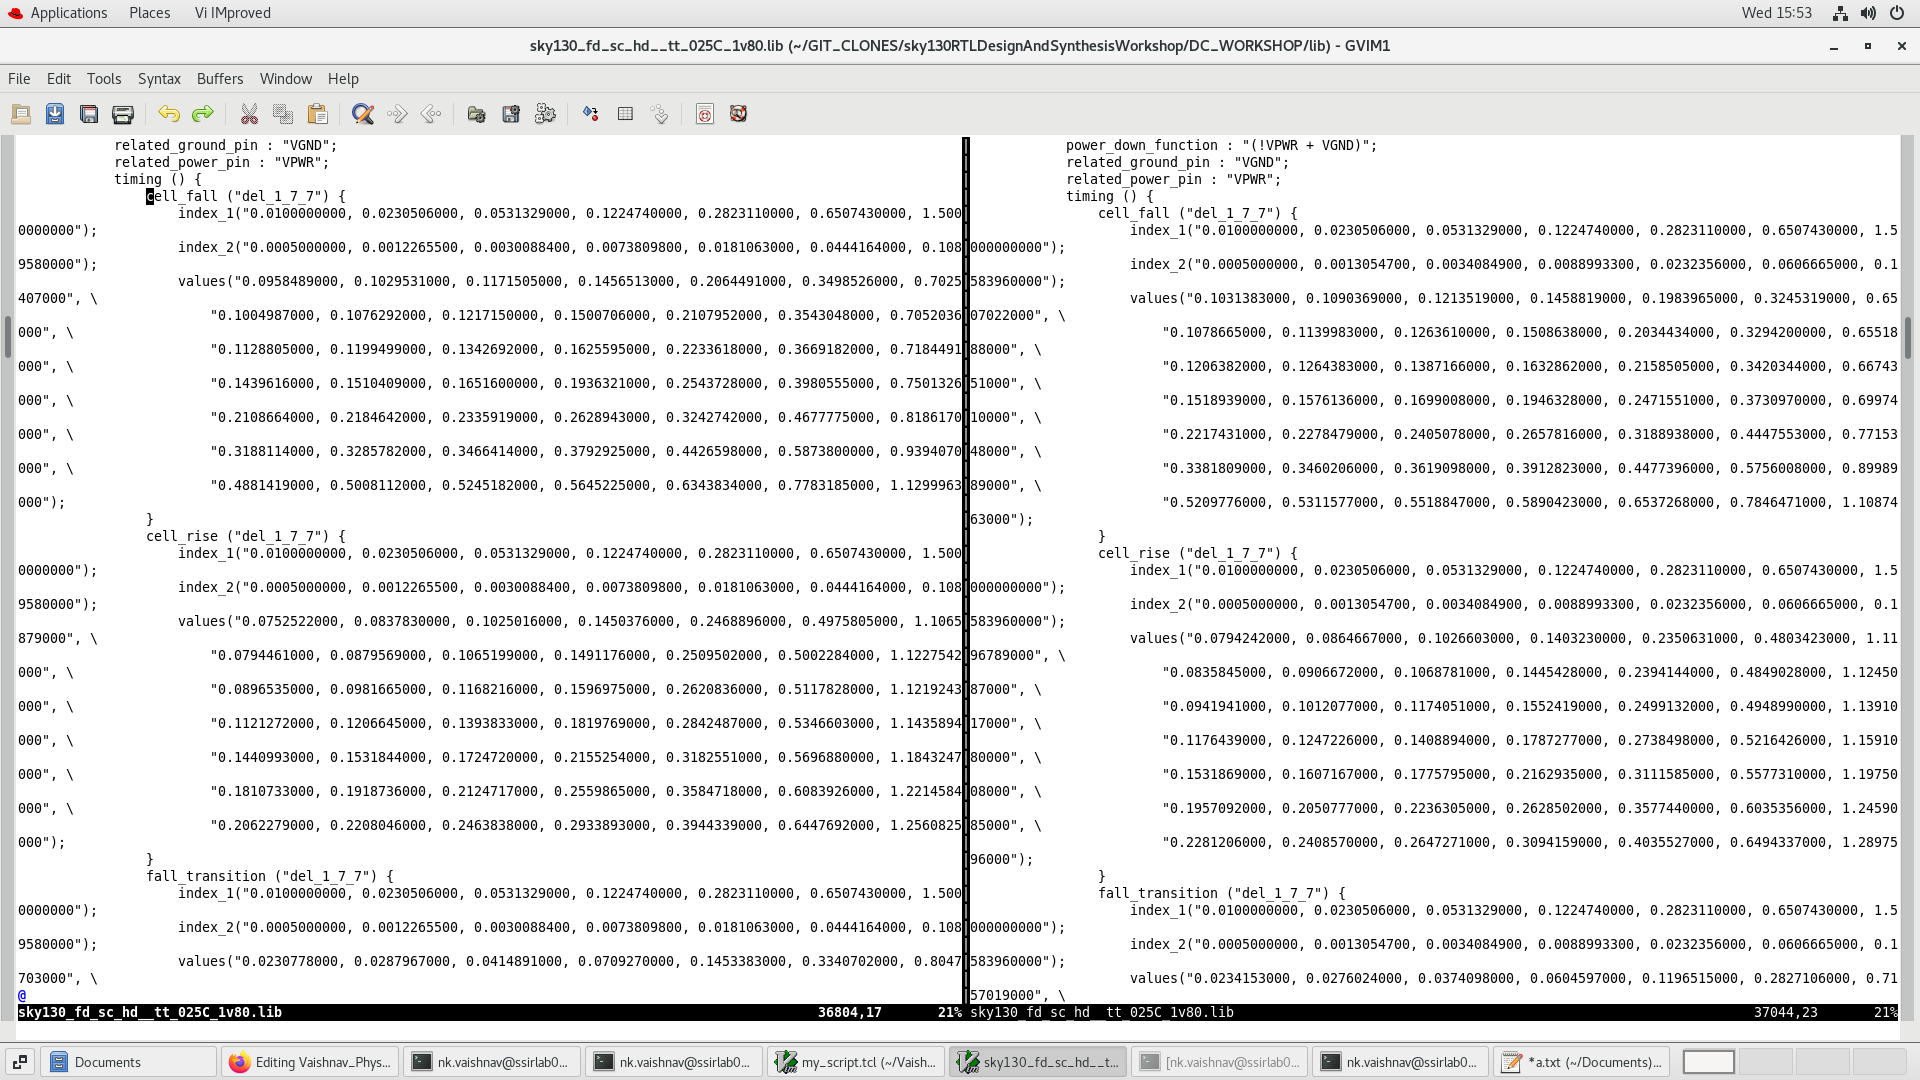 Applications Places Vi IMproved Wed 15:53
sky130_fd_sc_hd__tt_025C_1v80.lib (~/GIT_CLONES/sky130RTLDesignAndSynthesisWorkshop/DC_WORKSHOP/lib) - GVIM1
File Edit Tools Syntax Buffers Window Help
related_ground_pin : "VGND";
related_power_pin : "VPWR";
timing () {
cell_fall ("del_1_7_7") {
index_1("0.0100000000, 0.0230506000, 0.0531329000, 0.1224740000, 0.2823110000, 0.6507430000, 1.500
0000000");
index_2("0.0005000000, 0.0012265500, 0.0030088400, 0.0073809800, 0.0181063000, 0.0444164000, 0.108
9580000");
values("0.0958489000, 0.1029531000, 0.1171505000, 0.1456513000, 0.2064491000, 0.3498526000, 0.7025
407000", \
"0.1004987000, 0.1076292000, 0.1217150000, 0.1500706000, 0.2107952000, 0.3543048000, 0.7052036
000", \
"0.1128805000, 0.1199499000, 0.1342692000, 0.1625595000, 0.2233618000, 0.3669182000, 0.7184491
000", \
"0.1439616000, 0.1510409000, 0.1651600000, 0.1936321000, 0.2543728000, 0.3980555000, 0.7501326
000", \
"0.2108664000, 0.2184642000, 0.2335919000, 0.2628943000, 0.3242742000, 0.4677775000, 0.8186170
000", \
"0.3188114000, 0.3285782000, 0.3466414000, 0.3792925000, 0.4426598000, 0.5873800000, 0.9394070
000", \
"0.4881419000, 0.5008112000, 0.5245182000, 0.5645225000, 0.6343834000, 0.7783185000, 1.1299963
000");
}
cell_rise ("del_1_7_7") {
index_1("0.0100000000, 0.0230506000, 0.0531329000, 0.1224740000, 0.2823110000, 0.6507430000, 1.500
0000000");
index_2("0.0005000000, 0.0012265500, 0.0030088400, 0.0073809800, 0.0181063000, 0.0444164000, 0.108
9580000");
values("0.0752522000, 0.0837830000, 0.1025016000, 0.1450376000, 0.2468896000, 0.4975805000, 1.1065
879000", \
"0.0794461000, 0.0879569000, 0.1065199000, 0.1491176000, 0.2509502000, 0.5002284000, 1.1227542
000", \
"0.0896535000, 0.0981665000, 0.1168216000, 0.1596975000, 0.2620836000, 0.5117828000, 1.1219243
000", \
"0.1121272000, 0.1206645000, 0.1393833000, 0.1819769000, 0.2842487000, 0.5346603000, 1.1435894
000", \
"0.1440993000, 0.1531844000, 0.1724720000, 0.2155254000, 0.3182551000, 0.5696880000, 1.1843247
000", \
"0.1810733000, 0.1918736000, 0.2124717000, 0.2559865000, 0.3584718000, 0.6083926000, 1.2214584
000", \
"0.2062279000, 0.2208046000, 0.2463838000, 0.2933893000, 0.3944339000, 0.6447692000, 1.2560825
000");
}
fall_transition ("del_1_7_7") {
index_1("0.0100000000, 0.0230506000, 0.0531329000, 0.1224740000, 0.2823110000, 0.6507430000, 1.500
0000000");
index_2("0.0005000000, 0.0012265500, 0.0030088400, 0.0073809800, 0.0181063000, 0.0444164000, 0.108
9580000");
values("0.0230778000, 0.0287967000, 0.0414891000, 0.0709270000, 0.1453383000, 0.3340702000, 0.8047
703000", \
@
sky130_fd_sc_hd__tt_025C_1v80.lib 36804,17 21%
power_down_function : "(!VPWR + VGND)";
related_ground_pin : "VGND";
related_power_pin : "VPWR";
timing () {
cell_fall ("del_1_7_7") {
index_1("0.0100000000, 0.0230506000, 0.0531329000, 0.1224740000, 0.2823110000, 0.6507430000, 1.5
000000000");
index_2("0.0005000000, 0.0013054700, 0.0034084900, 0.0088993300, 0.0232356000, 0.0606665000, 0.1
583960000");
values("0.1031383000, 0.1090369000, 0.1213519000, 0.1458819000, 0.1983965000, 0.3245319000, 0.65
07022000", \
"0.1078665000, 0.1139983000, 0.1263610000, 0.1508638000, 0.2034434000, 0.3294200000, 0.65518
88000", \
"0.1206382000, 0.1264383000, 0.1387166000, 0.1632862000, 0.2158505000, 0.3420344000, 0.66743
51000", \
"0.1518939000, 0.1576136000, 0.1699008000, 0.1946328000, 0.2471551000, 0.3730970000, 0.69974
10000", \
"0.2217431000, 0.2278479000, 0.2405078000, 0.2657816000, 0.3188938000, 0.4447553000, 0.77153
48000", \
"0.3381809000, 0.3460206000, 0.3619098000, 0.3912823000, 0.4477396000, 0.5756008000, 0.89989
89000", \
"0.5209776000, 0.5311577000, 0.5518847000, 0.5890423000, 0.6537268000, 0.7846471000, 1.10874
63000");
}
cell_rise ("del_1_7_7") {
index_1("0.0100000000, 0.0230506000, 0.0531329000, 0.1224740000, 0.2823110000, 0.6507430000, 1.5
000000000");
index_2("0.0005000000, 0.0013054700, 0.0034084900, 0.0088993300, 0.0232356000, 0.0606665000, 0.1
583960000");
values("0.0794242000, 0.0864667000, 0.1026603000, 0.1403230000, 0.2350631000, 0.4803423000, 1.11
96789000", \
"0.0835845000, 0.0906672000, 0.1068781000, 0.1445428000, 0.2394144000, 0.4849028000, 1.12450
87000", \
"0.0941941000, 0.1012077000, 0.1174051000, 0.1552419000, 0.2499132000, 0.4948990000, 1.13910
17000", \
"0.1176439000, 0.1247226000, 0.1408894000, 0.1787277000, 0.2738498000, 0.5216426000, 1.15910
80000", \
"0.1531869000, 0.1607167000, 0.1775795000, 0.2162935000, 0.3111585000, 0.5577310000, 1.19750
08000", \
"0.1957092000, 0.2050777000, 0.2236305000, 0.2628502000, 0.3577440000, 0.6035356000, 1.24590
85000", \
"0.2281206000, 0.2408570000, 0.2647271000, 0.3094159000, 0.4035527000, 0.6494337000, 1.28975
96000");
}
fall_transition ("del_1_7_7") {
index_1("0.0100000000, 0.0230506000, 0.0531329000, 0.1224740000, 0.2823110000, 0.6507430000, 1.5
000000000");
index_2("0.0005000000, 0.0013054700, 0.0034084900, 0.0088993300, 0.0232356000, 0.0606665000, 0.1
583960000");
values("0.0234153000, 0.0276024000, 0.0374098000, 0.0604597000, 0.1196515000, 0.2827106000, 0.71
57019000", \
sky130_fd_sc_hd__tt_025C_1v80.lib 37044,23 21%
Documents Editing Vaishnav_Phys... nk.vaishnav@ssirlab0... nk.vaishnav@ssirlab0... my_script.tcl (~/Vaish... sky130_fd_sc_hd__t... [nk.vaishnav@ssirlab0... nk.vaishnav@ssirlab0... *a.txt (~/Documents)...